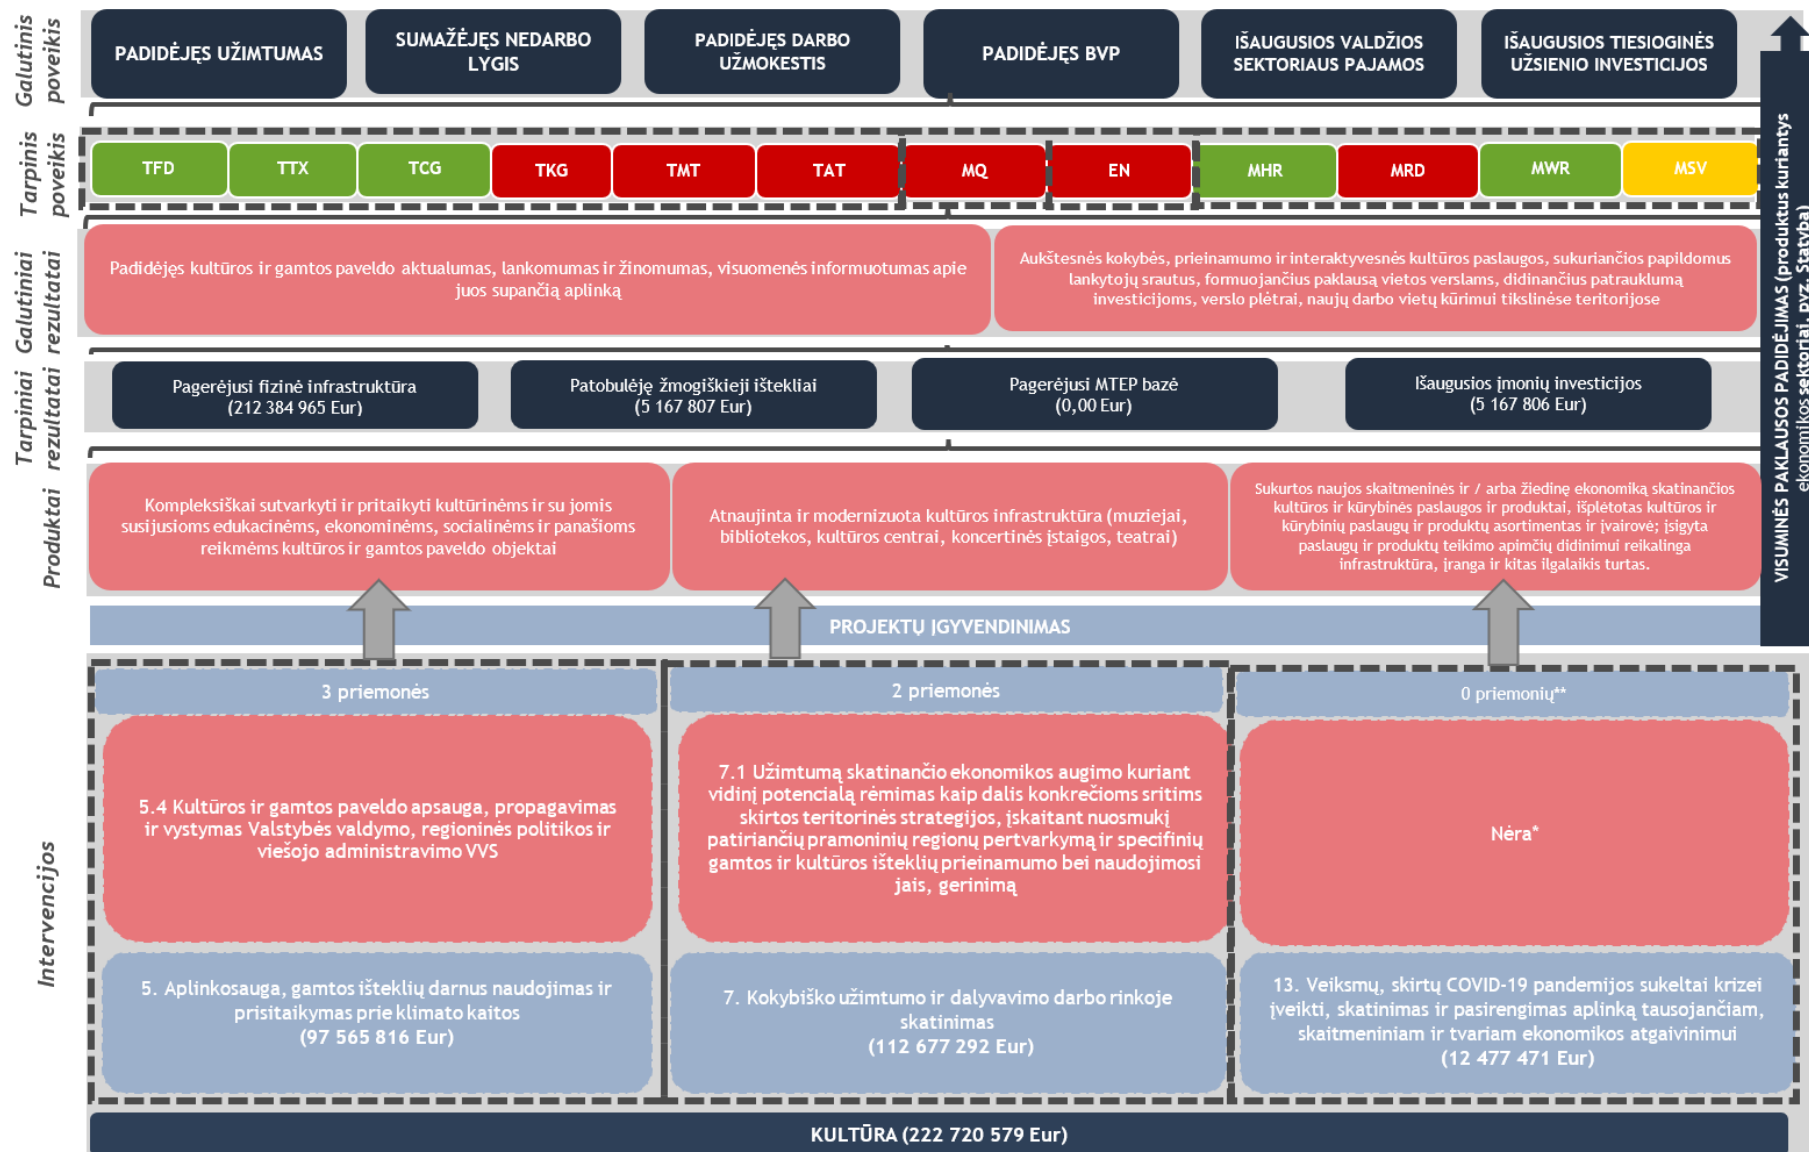 Galutinis
poveikis
PADIDĖJĘS UŽIMTUMAS
SUMAŽĖJĘS NEDARBO
LYGIS
PADIDĖJĘS DARBO
UŽMOKESTIS
PADIDĖJĘS BVP
IŠAUGUSIOS VALDŽIOS
SEKTORIAUS PAJAMOS
IŠAUGUSIOS TIESIOGINĖS
UŽSIENIO INVESTICIJOS
Tarpinis
poveikis
TFD
TTX
TCG
TKG
TMT
TAT
MQ
EN
MHR
MRD
MWR
MSV
Galutiniai
rezultatai
Padidėjęs kultūros ir gamtos paveldo aktualumas, lankomumas ir žinomumas, visuomenės informuotumas apie
juos supančią aplinką
Aukštesnės kokybės, prieinamumo ir interaktyvesnės kultūros paslaugos, sukuriančios papildomus
lankytojų srautus, formuojančius paklausą vietos verslams, didinančius patrauklumą
investicijoms, verslo plėtrai, naujų darbo vietų kūrimui tikslinėse teritorijose
Tarpiniai
rezultatai
Pagerėjusi fizinė infrastruktūra
(212 384 965 Eur)
Patobulėję žmogiškieji ištekliai
(5 167 807 Eur)
Pagerėjusi MTEP bazė
(0,00 Eur)
Išaugusios įmonių investicijos
(5 167 806 Eur)
Produktai
Kompleksiškai sutvarkyti ir pritaikyti kultūrinėms ir su jomis
susijusioms edukacinėms, ekonominėms, socialinėms ir panašioms
reikmėms kultūros ir gamtos paveldo objektai
Atnaujinta ir modernizuota kultūros infrastruktūra (muziejai,
bibliotekos, kultūros centrai, koncertinės įstaigos, teatrai)
Sukurtos naujos skaitmeninės ir / arba žiedinę ekonomiką skatinančios
kultūros ir kūrybinės paslaugos ir produktai, išplėtotas kultūros ir
kūrybinių paslaugų ir produktų asortimentas ir įvairovė; įsigyta
paslaugų ir produktų teikimo apimčių didinimui reikalinga
infrastruktūra, įranga ir kitas ilgalaikis turtas.
VISUMINĖS PAKLAUSOS PADIDĖJIMAS (produktus kuriantys
ekonomikos sektoriai, pvz. Statyba)
PROJEKTŲ ĮGYVENDINIMAS
Intervencijos
3 priemonės
5.4 Kultūros ir gamtos paveldo apsauga, propagavimas
ir vystymas Valstybės valdymo, regioninės politikos ir
viešojo administravimo VVS
5. Aplinkosauga, gamtos išteklių darnus naudojimas ir
prisitaikymas prie klimato kaitos
(97 565 816 Eur)
2 priemonės
7.1 Užimtumą skatinančio ekonomikos augimo kuriant
vidinį potencialą rėmimas kaip dalis konkrečioms sritims
skirtos teritorinės strategijos, įskaitant nuosmukį
patiriančių pramoninių regionų pertvarkymą ir specifinių
gamtos ir kultūros išteklių prieinamumo bei naudojimosi
jais, gerinimą
7. Kokybiško užimtumo ir dalyvavimo darbo rinkoje
skatinimas
(112 677 292 Eur)
0 priemonių**
Nėra*
13. Veiksmų, skirtų COVID-19 pandemijos sukeltai krizei
įveikti, skatinimas ir pasirengimas aplinką tausojančiam,
skaitmeniniam ir tvariam ekonomikos atgaivinimui
(12 477 471 Eur)
KULTŪRA (222 720 579 Eur)